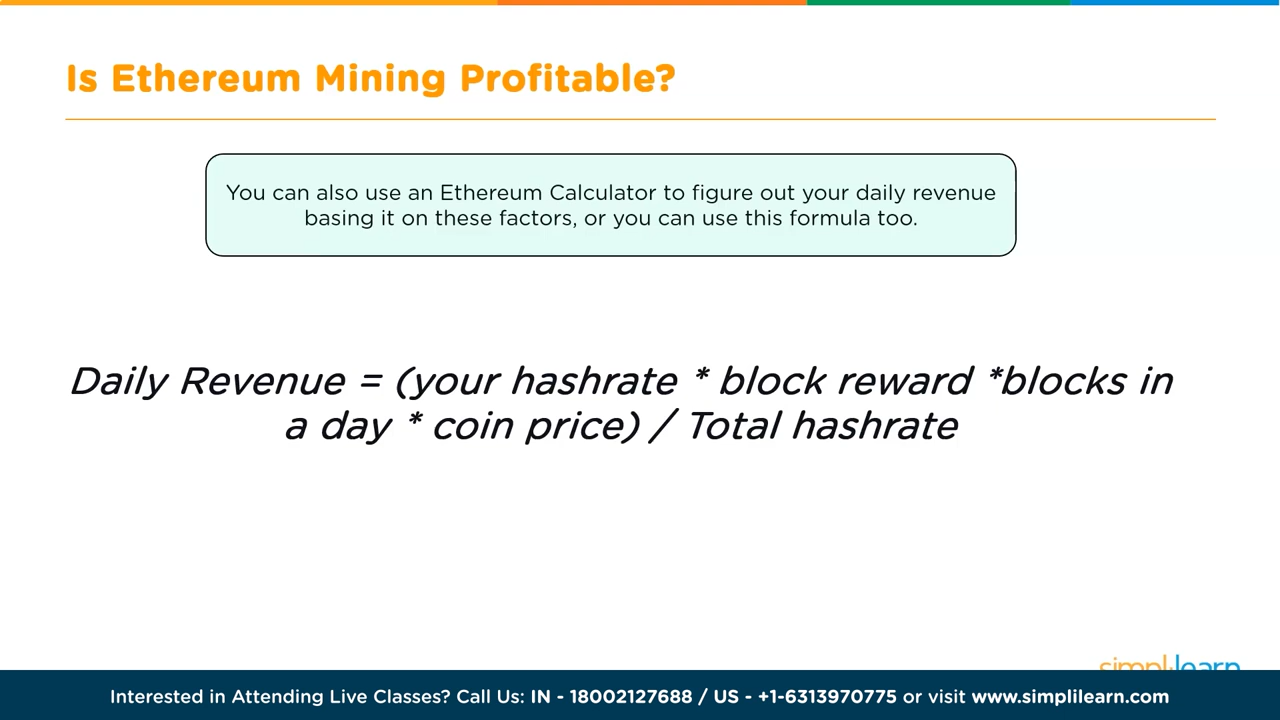 Is Ethereum Mining Profitable?
You can also use an Ethereum Calculator to figure out your daily revenue
basing it on these factors, or you can use this formula too.
Daily Revenue = (your hashrate * block reward *blocks in
a day * coin price) / Total hashrate
simplilearn
Interested in Attending Live Classes? Call Us: IN - 18002127688 / US - +1-6313970775 or visit www.simplilearn.com